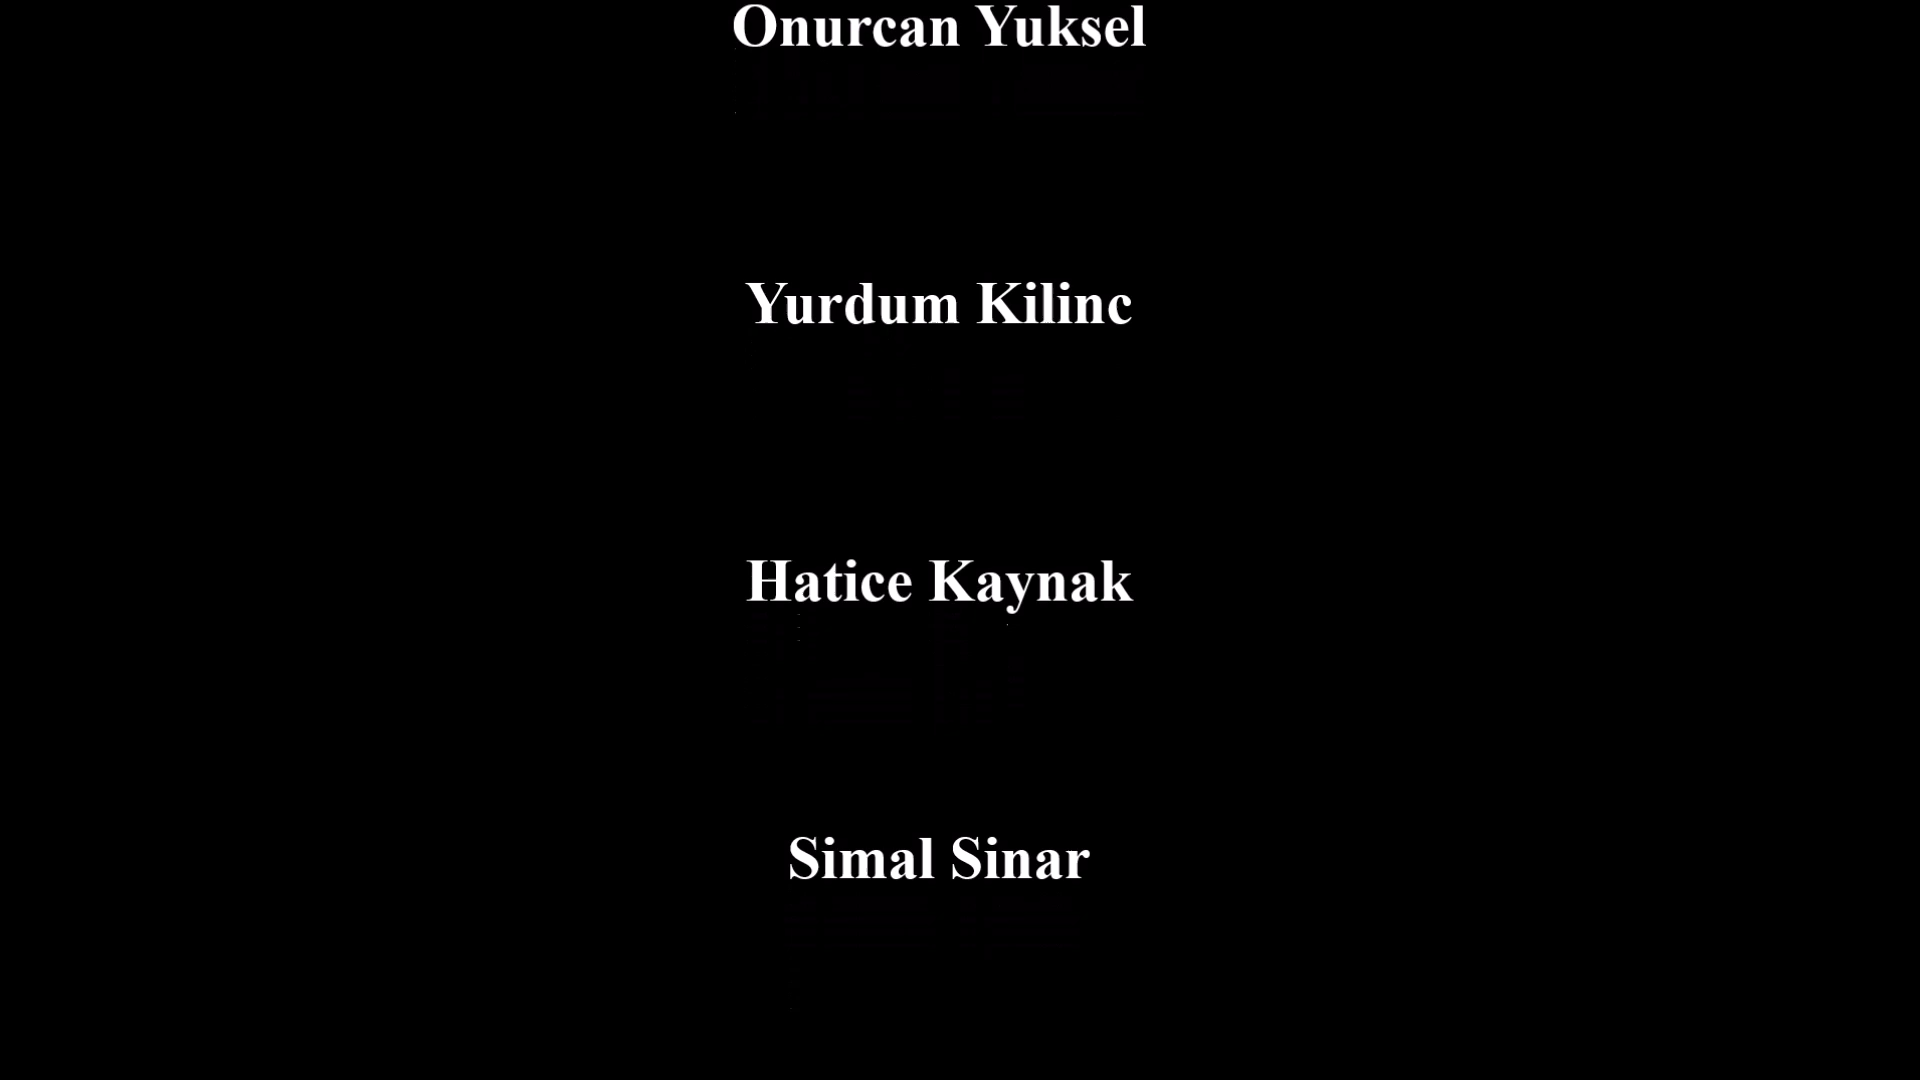 Onurcan Yuksel
Yurdum Kilinc
Hatice Kaynak
Simal Sinar